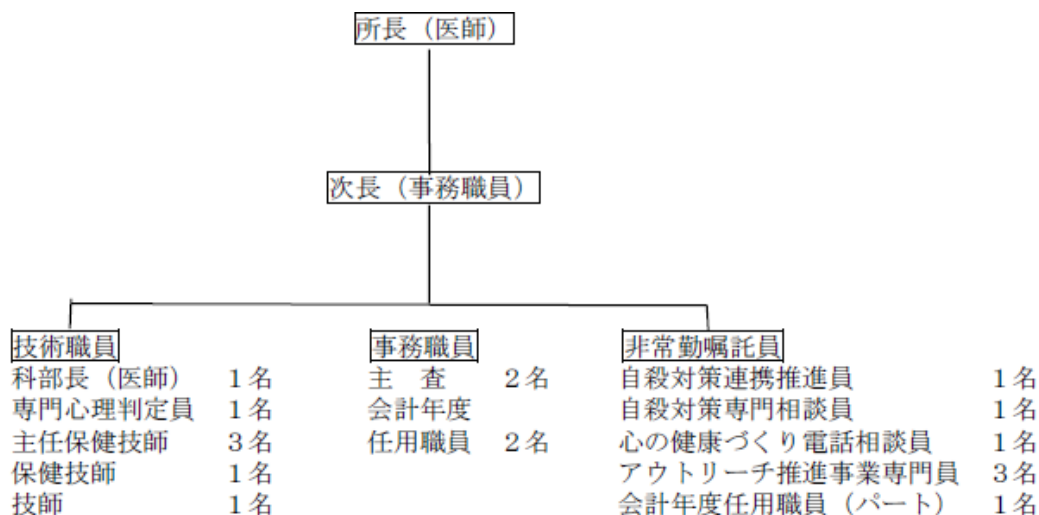 所長（医師）
次長（事務職員）
技術職員
科部長（医師） １名
専門心理判定員 １名
主任保健技師 ３名
保健技師 １名
技師 １名
事務職員
主　査 ２名
会計年度
任用職員 ２名
非常勤嘱託員
自殺対策連携推進員 １名
自殺対策専門相談員 １名
心の健康づくり電話相談員 １名
アウトリーチ推進事業専門員 ３名
会計年度任用職員（パート） １名